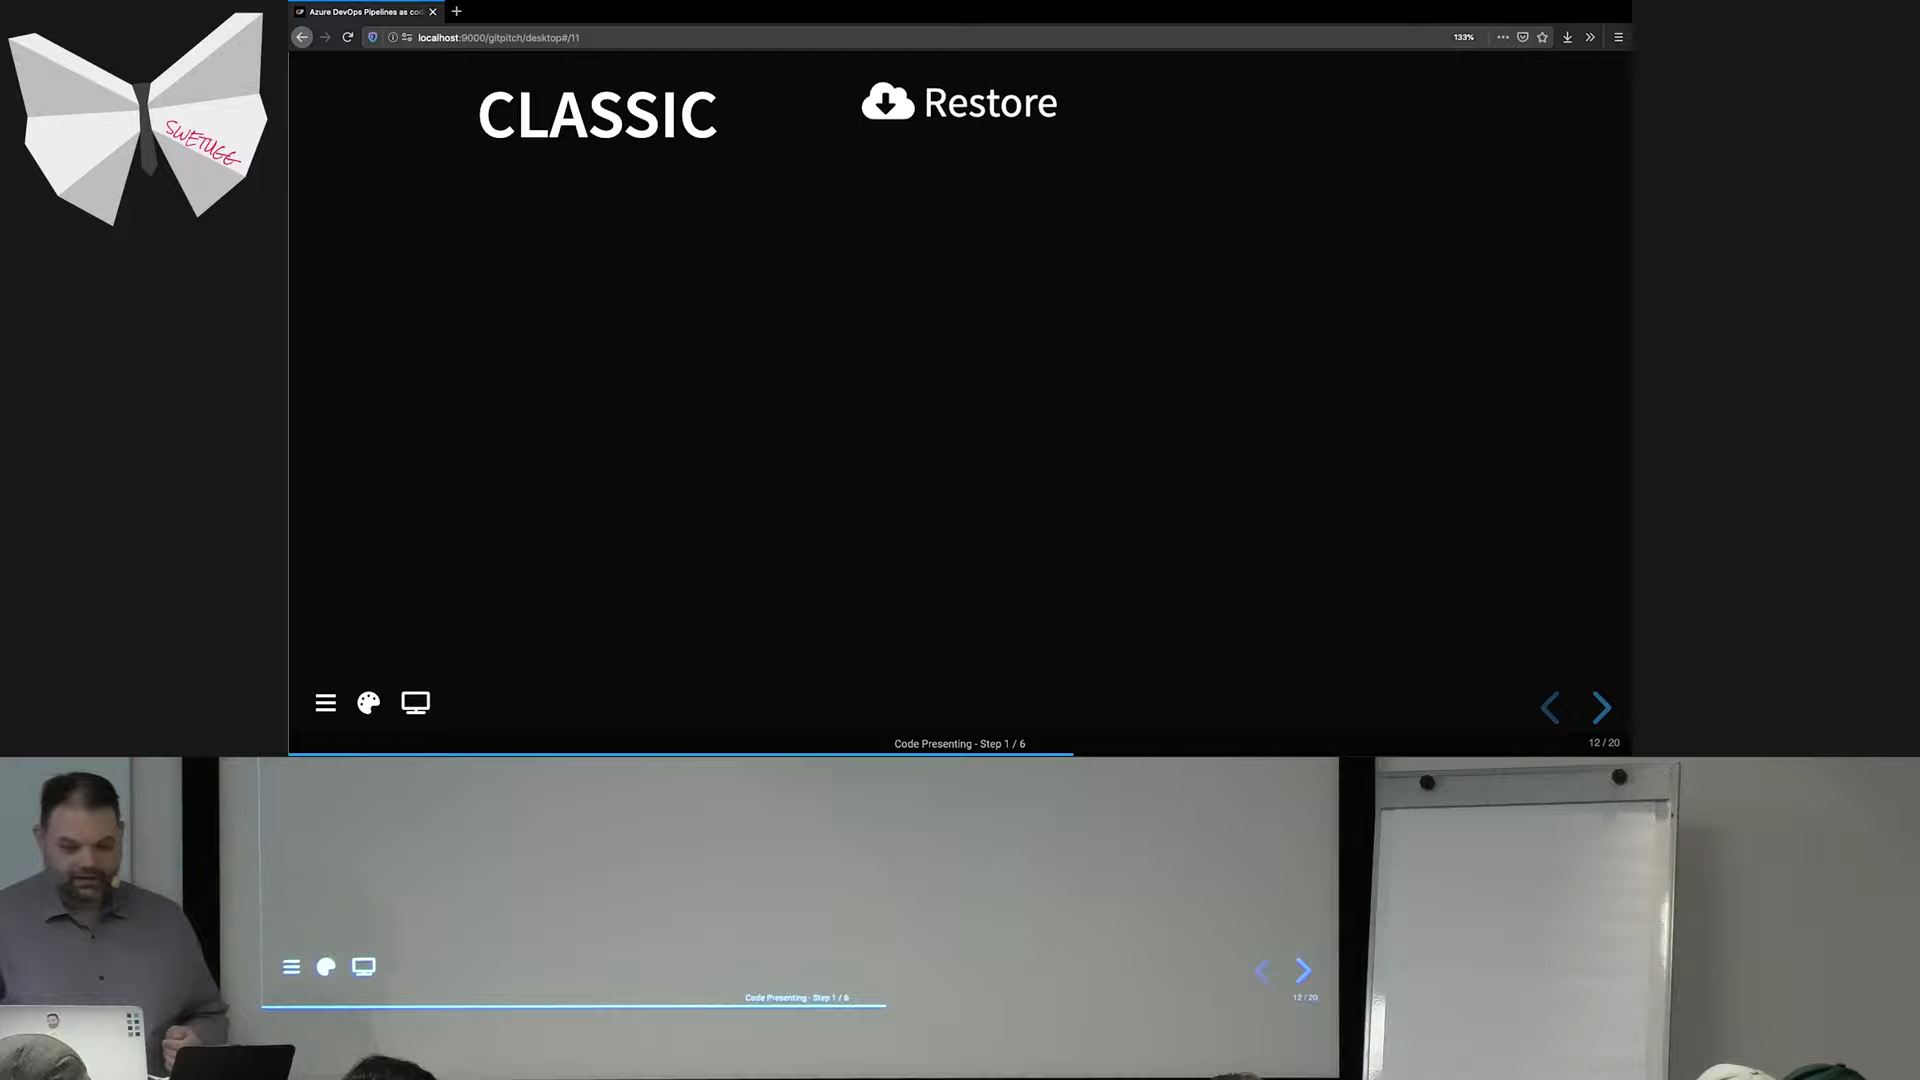 Azure DevOps Pipelines as cod
localhost:9000/gitpitch/desktop#/11
133%
SWETUGG
CLASSIC
Restore
Code Presenting - Step 1 / 6
12 / 20
Code Presenting - Step 1 / 6
12 / 20